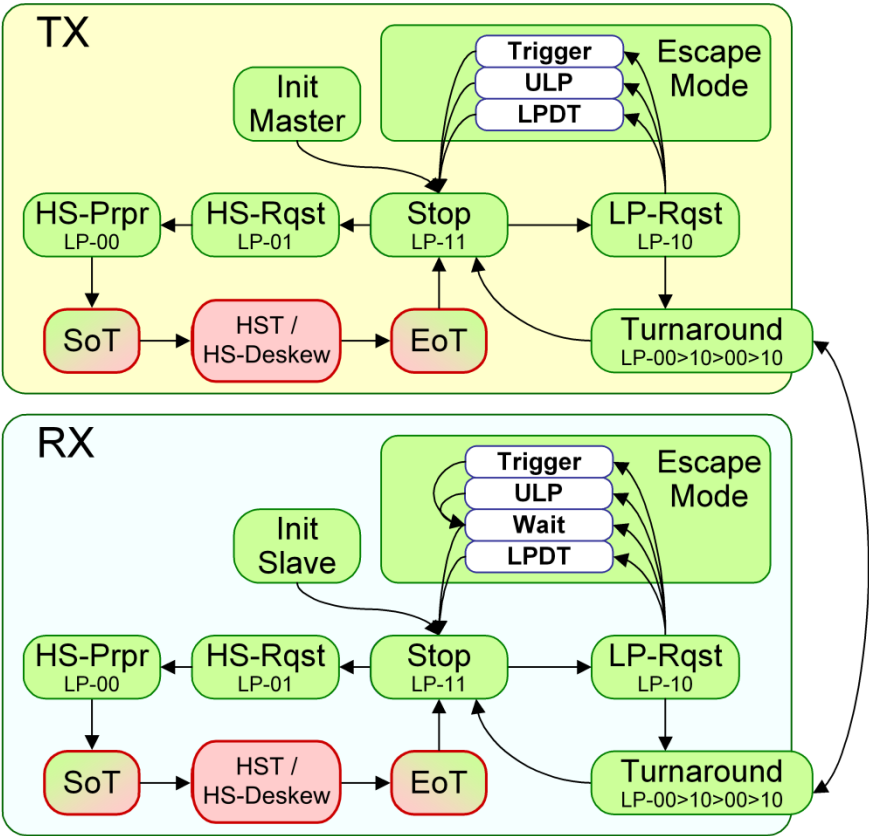 TX
Trigger
ULP
LPDT
Escape
Mode
Init
Master
HS-Prpr
LP-00
HS-Rqst
LP-01
Stop
LP-11
LP-Rqst
LP-10
SoT
HST /
HS-Deskew
EoT
Turnaround
LP-00>10>00>10
RX
Trigger
ULP
Wait
LPDT
Escape
Mode
Init
Slave
HS-Prpr
LP-00
HS-Rqst
LP-01
Stop
LP-11
LP-Rqst
LP-10
SoT
HST /
HS-Deskew
EoT
Turnaround
LP-00>10>00>10